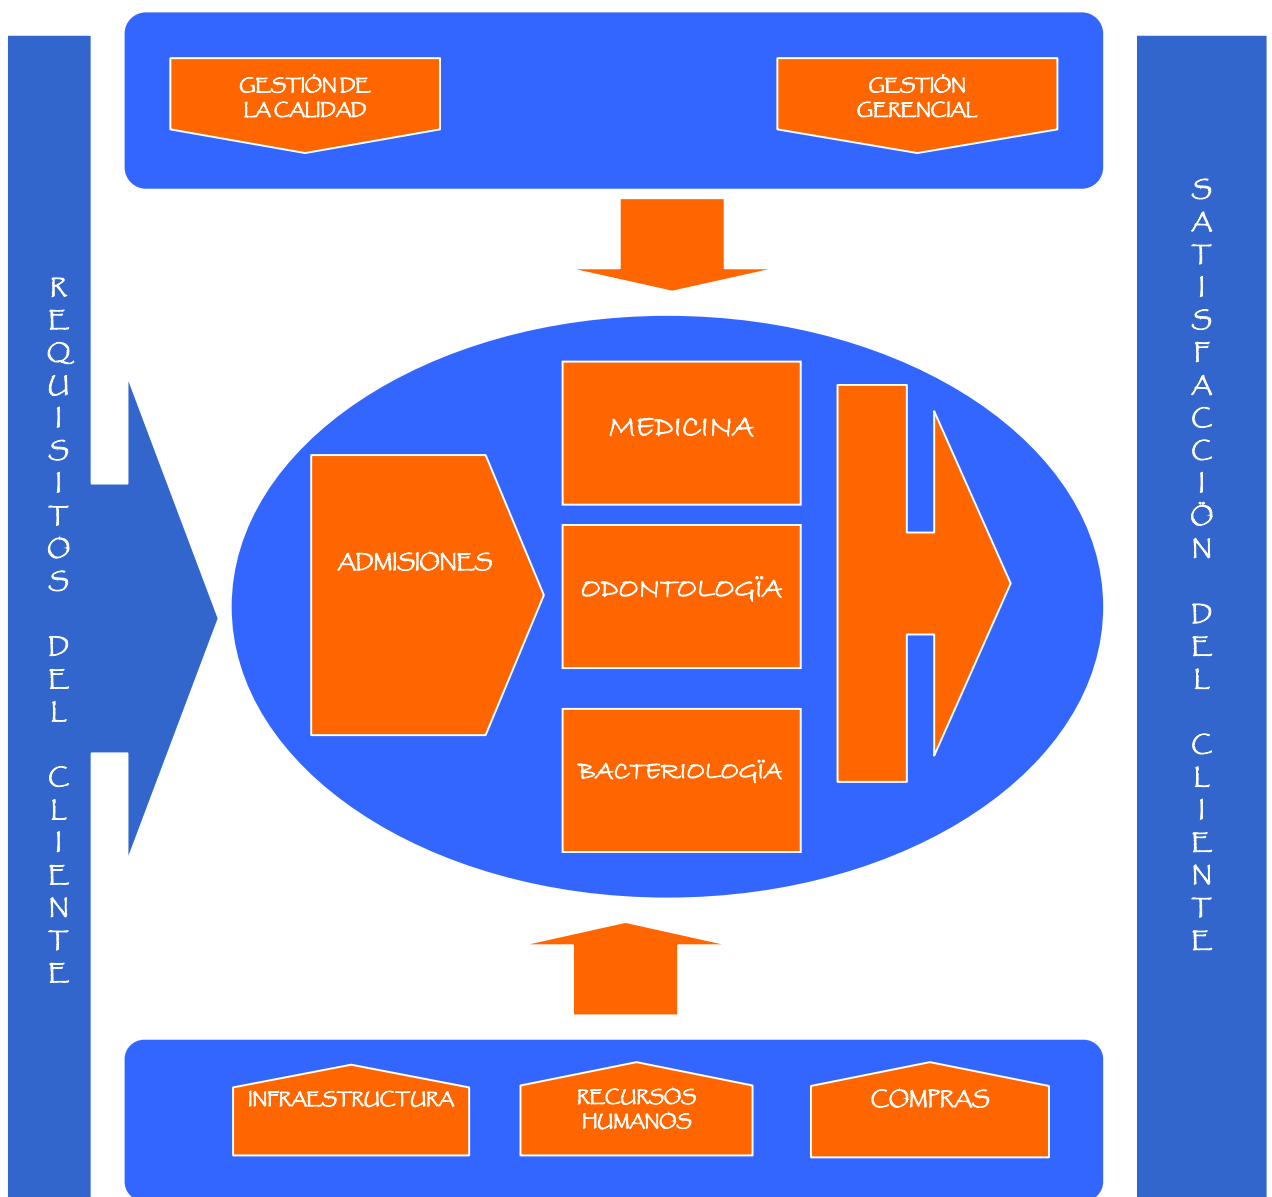 GESTIÓN DE
LA CALIDAD
GESTIÓN
GERENCIAL
REQUISITOS DEL CLIENTE
MEDICINA
ADMISIONES
ODONTOLOGÏA
BACTERIOLOGÏA
SATISFACCIÖN DEL CLIENTE
INFRAESTRUCTURA
RECURSOS
HUMANOS
COMPRAS